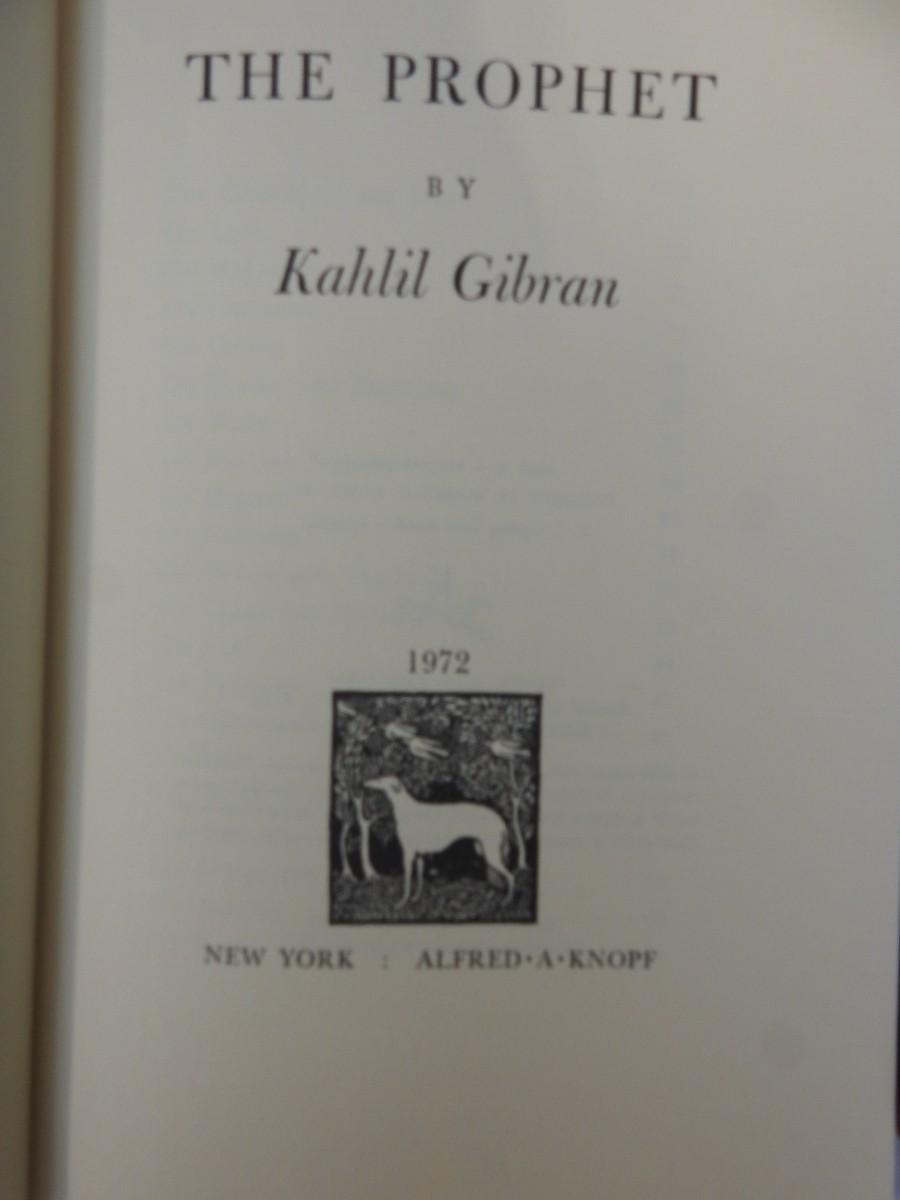 THE PROPHET
BY
Kahlil Gibran
1972
NEW YORK : ALFRED·A·KNOPF